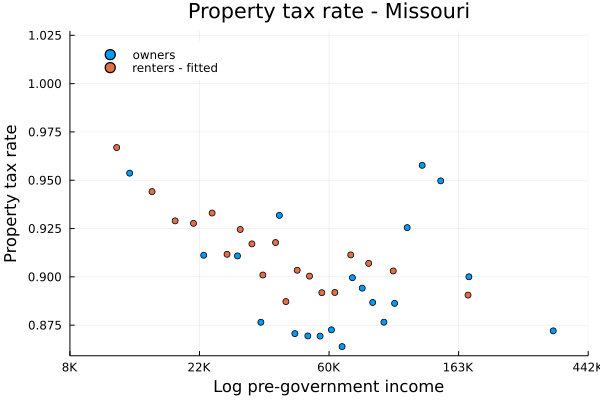 Property tax rate - Missouri
1.025
1.000
0.975
0.950
0.925
0.900
0.875
Property tax rate
owners
renters - fitted
8K
22K
60K
163K
442K
Log pre-government income